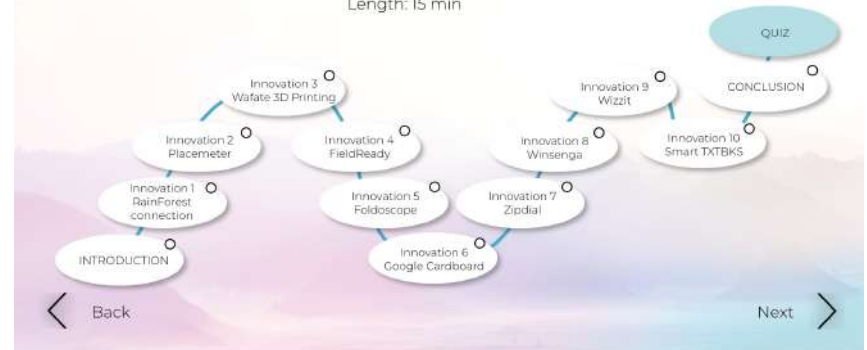 Length: 15 min
INTRODUCTION
Innovation 1
RainForest
connection
Innovation 2
Placemeter
Innovation 3
Wafate 3D Printing
Innovation 4
FieldReady
Innovation 5
Foldoscope
Innovation 6
Google Cardboard
Innovation 7
Zipdial
Innovation 8
Winsenga
Innovation 9
Wizzit
Innovation 10
Smart TXTBKS
CONCLUSION
QUIZ
Back
Next